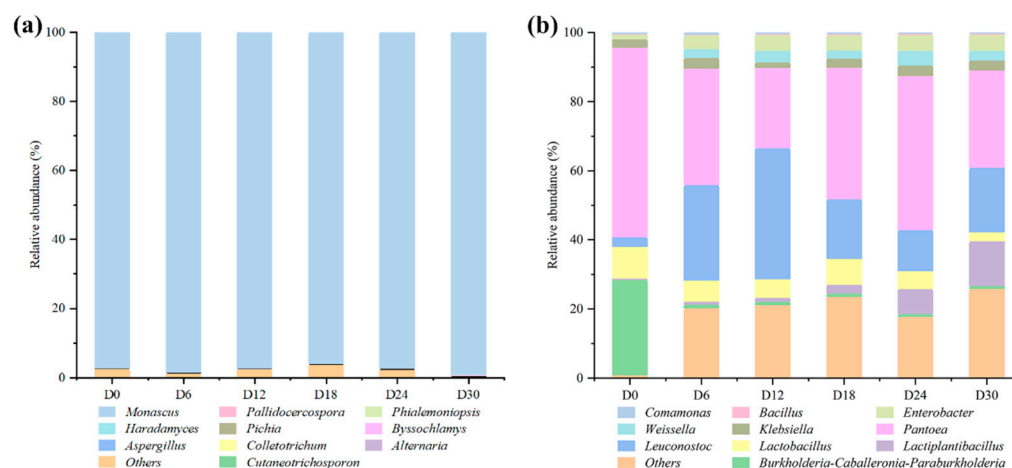 (a)
100
80
60
40
20
0
Relative abundance (%)
D0 D6 D12 D18 D24 D30
Monascus Pallidocercospora Phialemoniopsis
Haradamyces Pichia Byssochlamys
Aspergillus Colletotrichum Alternaria
Others Cutaneotrichosporon
(b)
100
80
60
40
20
0
Relative abundance (%)
D0 D6 D12 D18 D24 D30
Comamonas Bacillus Enterobacter
Weissella Klebsiella Pantoea
Leuconostoc Lactobacillus Lactiplantibacillus
Others Burkholderia-Caballeronia-Paraburkholderia